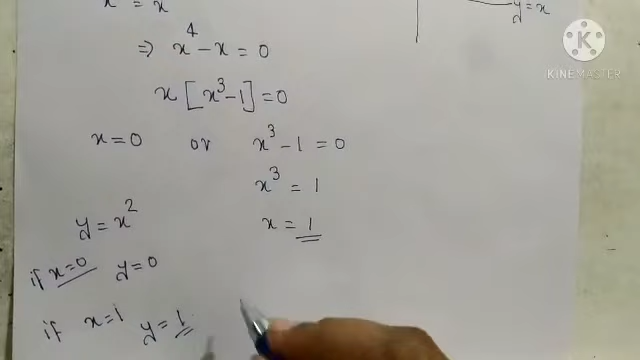 = x
y = x
⇒ x⁴ - x = 0
x [x³ - 1] = 0
x = 0 or x³ - 1 = 0
x³ = 1
x = 1
y = x²
if x = 0 y = 0
if x = 1 y = 1
KINEMASTER